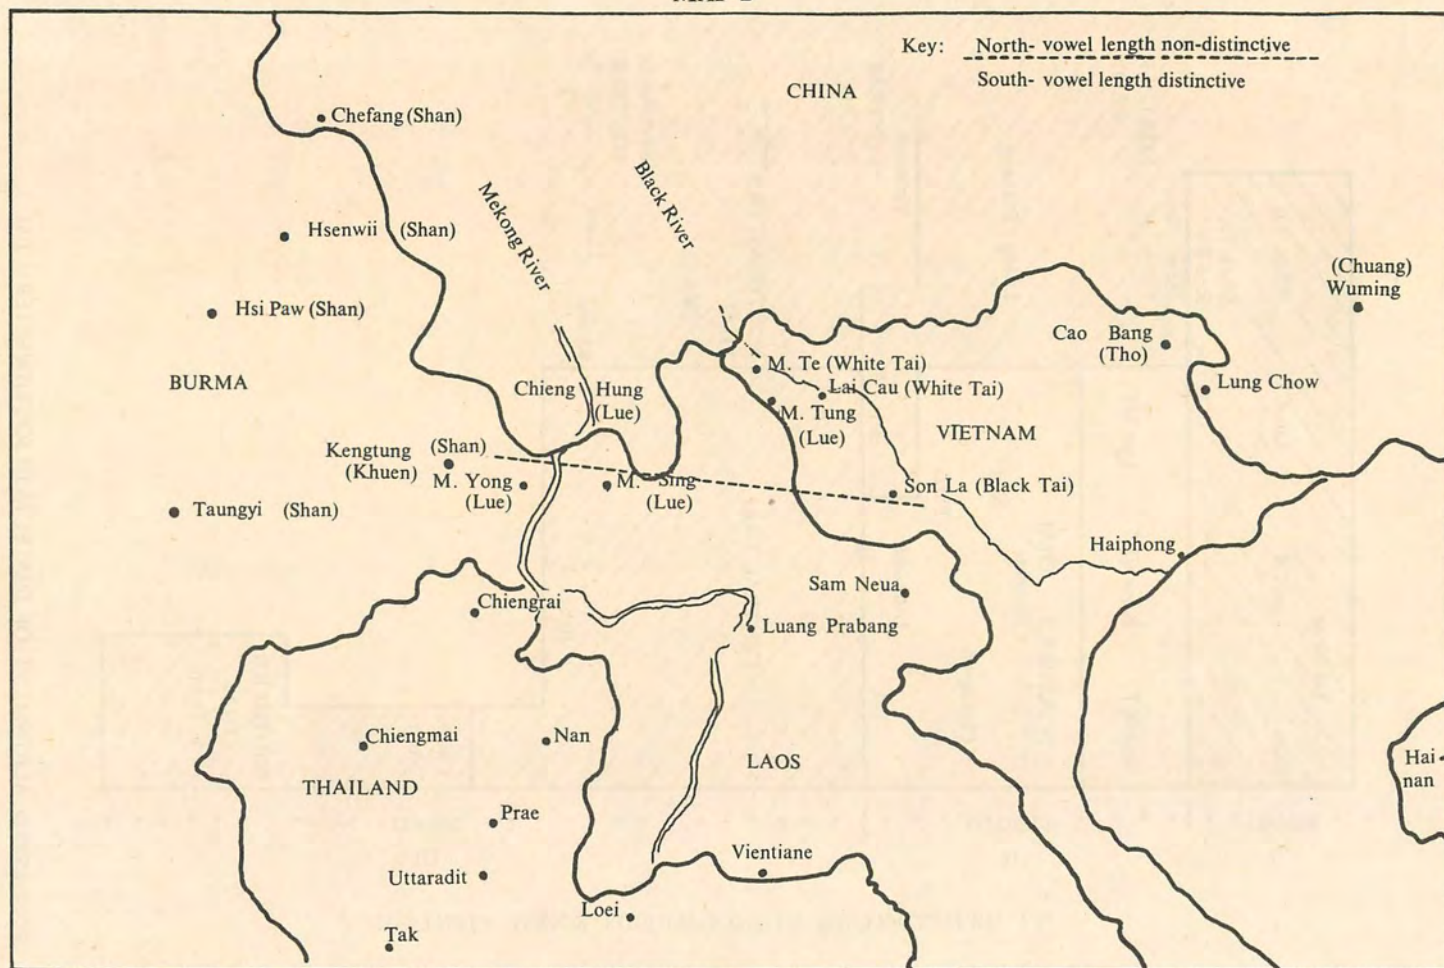 Key: North- vowel length non-distinctive
South- vowel length distinctive
CHINA
Chefang (Shan)
Mekong River
Black River
Hsenwii (Shan)
(Chuang)
Wuming
Hsi Paw (Shan)
Cao Bang
(Tho)
M. Te (White Tai)
BURMA
Chieng Hung
(Lue)
Lai Cau (White Tai)
Lung Chow
M. Tung
(Lue)
VIETNAM
Kengtung (Shan)
(Khuen)
M. Yong
(Lue)
M. Sing
(Lue)
Son La (Black Tai)
Taungyi (Shan)
Haiphong
Sam Neua
Chiengrai
Luang Prabang
Chiengmai
Nan
LAOS
Hai
nan
THAILAND
Prae
Vientiane
Uttaradit
Loei
Tak